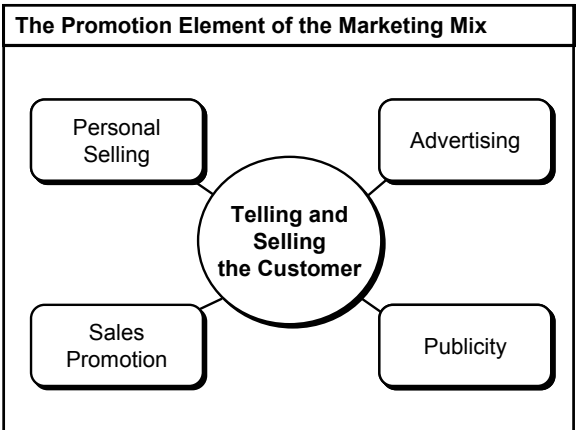 The Promotion Element of the Marketing Mix
Personal
Selling
Advertising
Telling and
Selling
the Customer
Sales
Promotion
Publicity